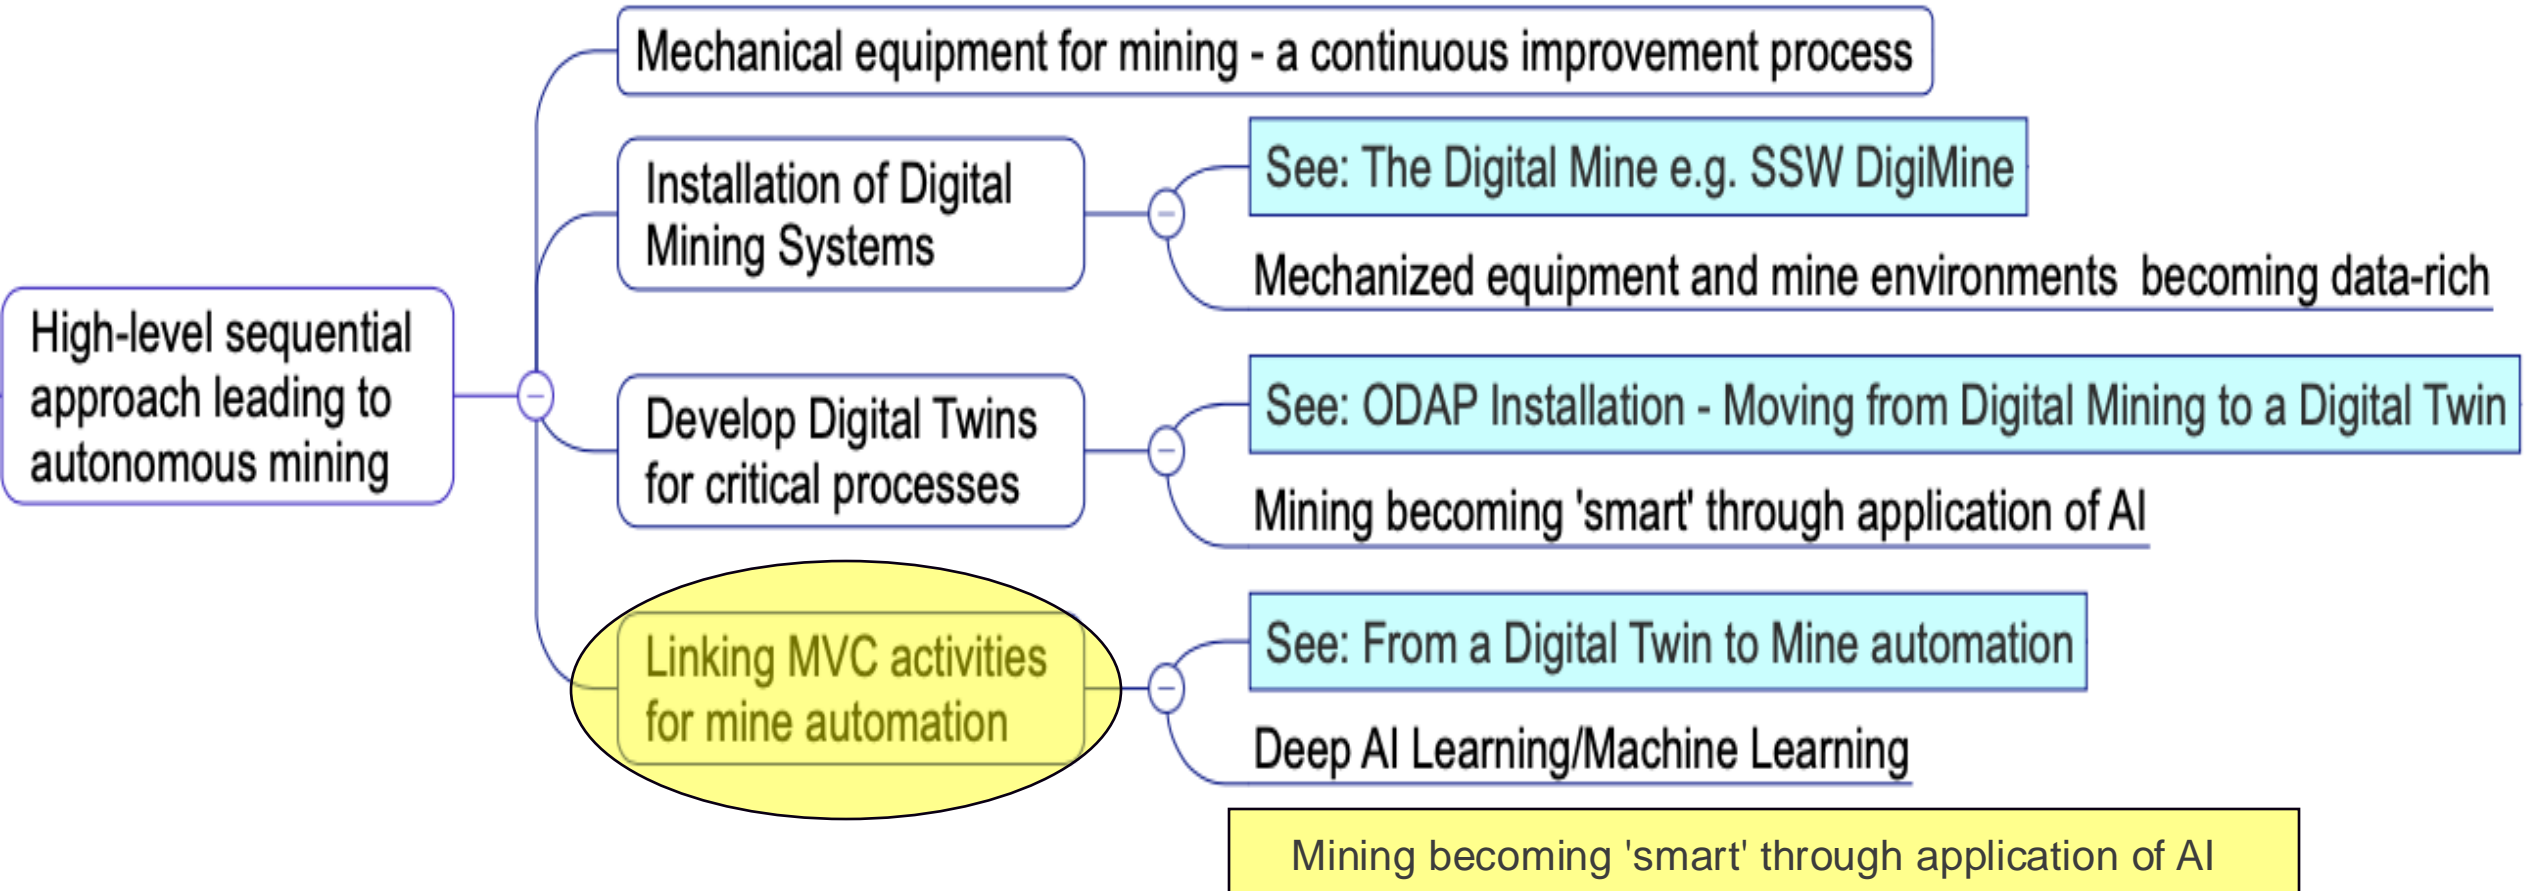 Mechanical equipment for mining - a continuous improvement process
Installation of Digital
Mining Systems
See: The Digital Mine e.g. SSW DigiMine
Mechanized equipment and mine environments  becoming data-rich
High-level sequential
approach leading to
autonomous mining
Develop Digital Twins
for critical processes
See: ODAP Installation - Moving from Digital Mining to a Digital Twin
Mining becoming 'smart' through application of AI
Linking MVC activities
for mine automation
See: From a Digital Twin to Mine automation
Deep AI Learning/Machine Learning
Mining becoming 'smart' through application of AI